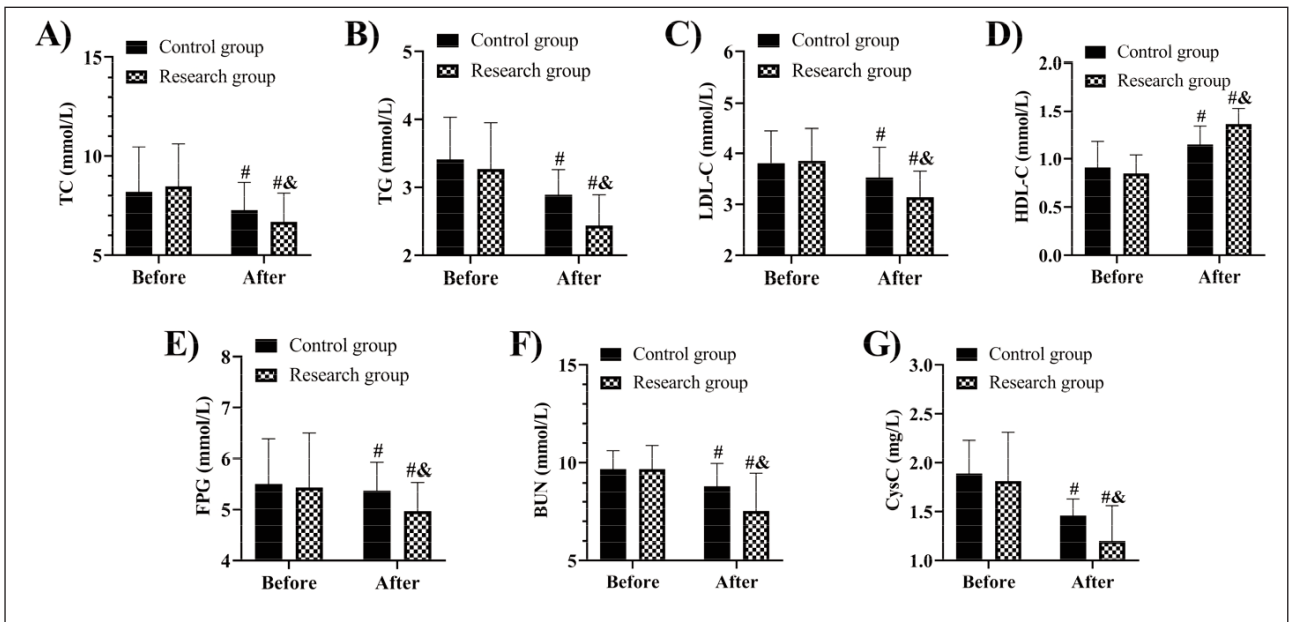 A)
Control group
Research group
TC (mmol/L)
15
10
5
#
#&
Before After
B)
Control group
Research group
TG (mmol/L)
5
4
3
2
#
#&
Before After
C)
Control group
Research group
LDL-C (mmol/L)
6
5
4
3
2
#
#&
Before After
D)
Control group
Research group
HDL-C (mmol/L)
2.0
1.5
1.0
0.5
0.0
#
#&
Before After
E)
Control group
Research group
FPG (mmol/L)
8
6
5
4
#
#&
Before After
F)
Control group
Research group
BUN (mmol/L)
15
10
5
#
#&
Before After
G)
Control group
Research group
CysC (mg/L)
3.0
2.5
2.0
1.5
1.0
#
#&
Before After